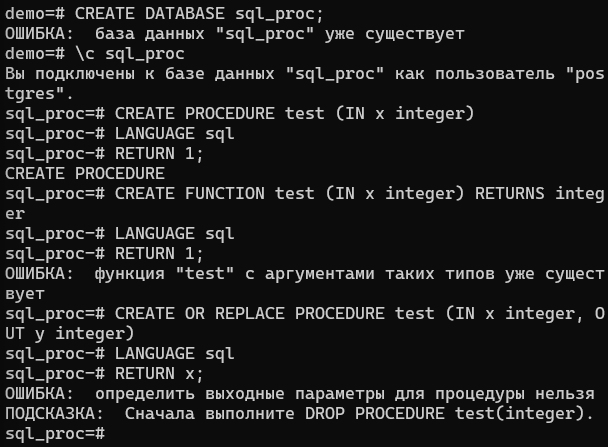 demo=# CREATE DATABASE sql_proc;
ОШИБКА:  база данных "sql_proc" уже существует
demo=# \c sql_proc
Вы подключены к базе данных "sql_proc" как пользователь "pos
tgres".
sql_proc=# CREATE PROCEDURE test (IN x integer)
sql_proc-# LANGUAGE sql
sql_proc-# RETURN 1;
CREATE PROCEDURE
sql_proc=# CREATE FUNCTION test (IN x integer) RETURNS integ
er
sql_proc-# LANGUAGE sql
sql_proc-# RETURN 1;
ОШИБКА:  функция "test" с аргументами таких типов уже сущест
вует
sql_proc=# CREATE OR REPLACE PROCEDURE test (IN x integer, O
UT y integer)
sql_proc-# LANGUAGE sql
sql_proc-# RETURN x;
ОШИБКА:  определить выходные параметры для процедуры нельзя
ПОДСКАЗКА:  Сначала выполните DROP PROCEDURE test(integer).
sql_proc=#